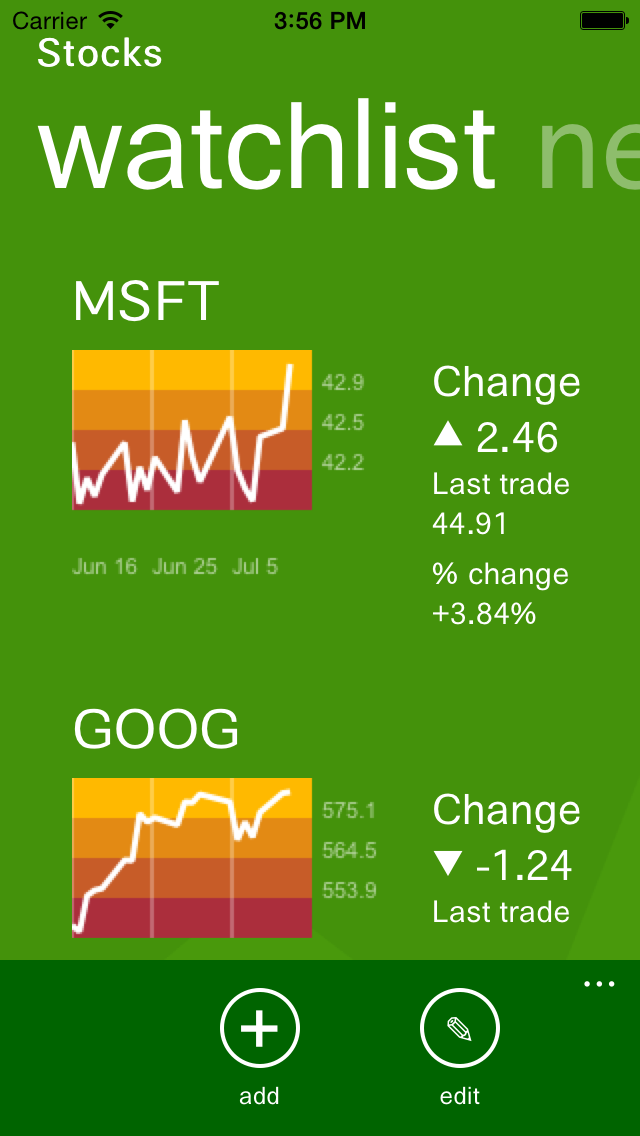 Carrier 3:56 PM
Stocks
watchlist ne
MSFT
42.9
42.5
42.2
Jun 16 Jun 25 Jul 5
Change
▲ 2.46
Last trade
44.91
% change
+3.84%
GOOG
575.1
564.5
553.9
Change
▼ -1.24
Last trade
...
add
edit